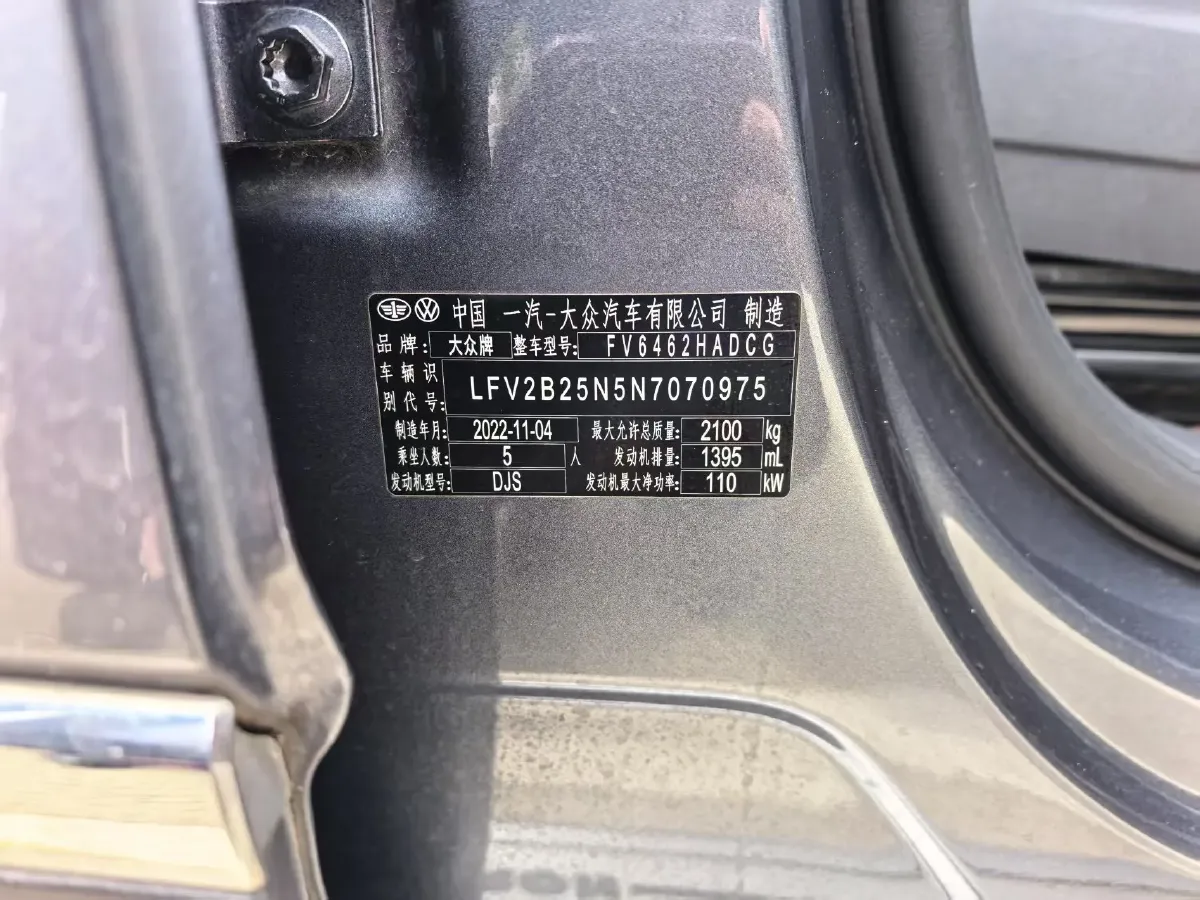 中国 一汽-大众汽车有限公司 制造
品牌: 大众牌 整车型号: FV6462HADCG
车辆识别代号: LFV2B25N5N7070975
制造年月: 2022-11-04 最大允许总质量: 2100 kg
乘坐人数: 5 人 发动机排量: 1395 mL
发动机型号: DJS 发动机最大净功率: 110 kW